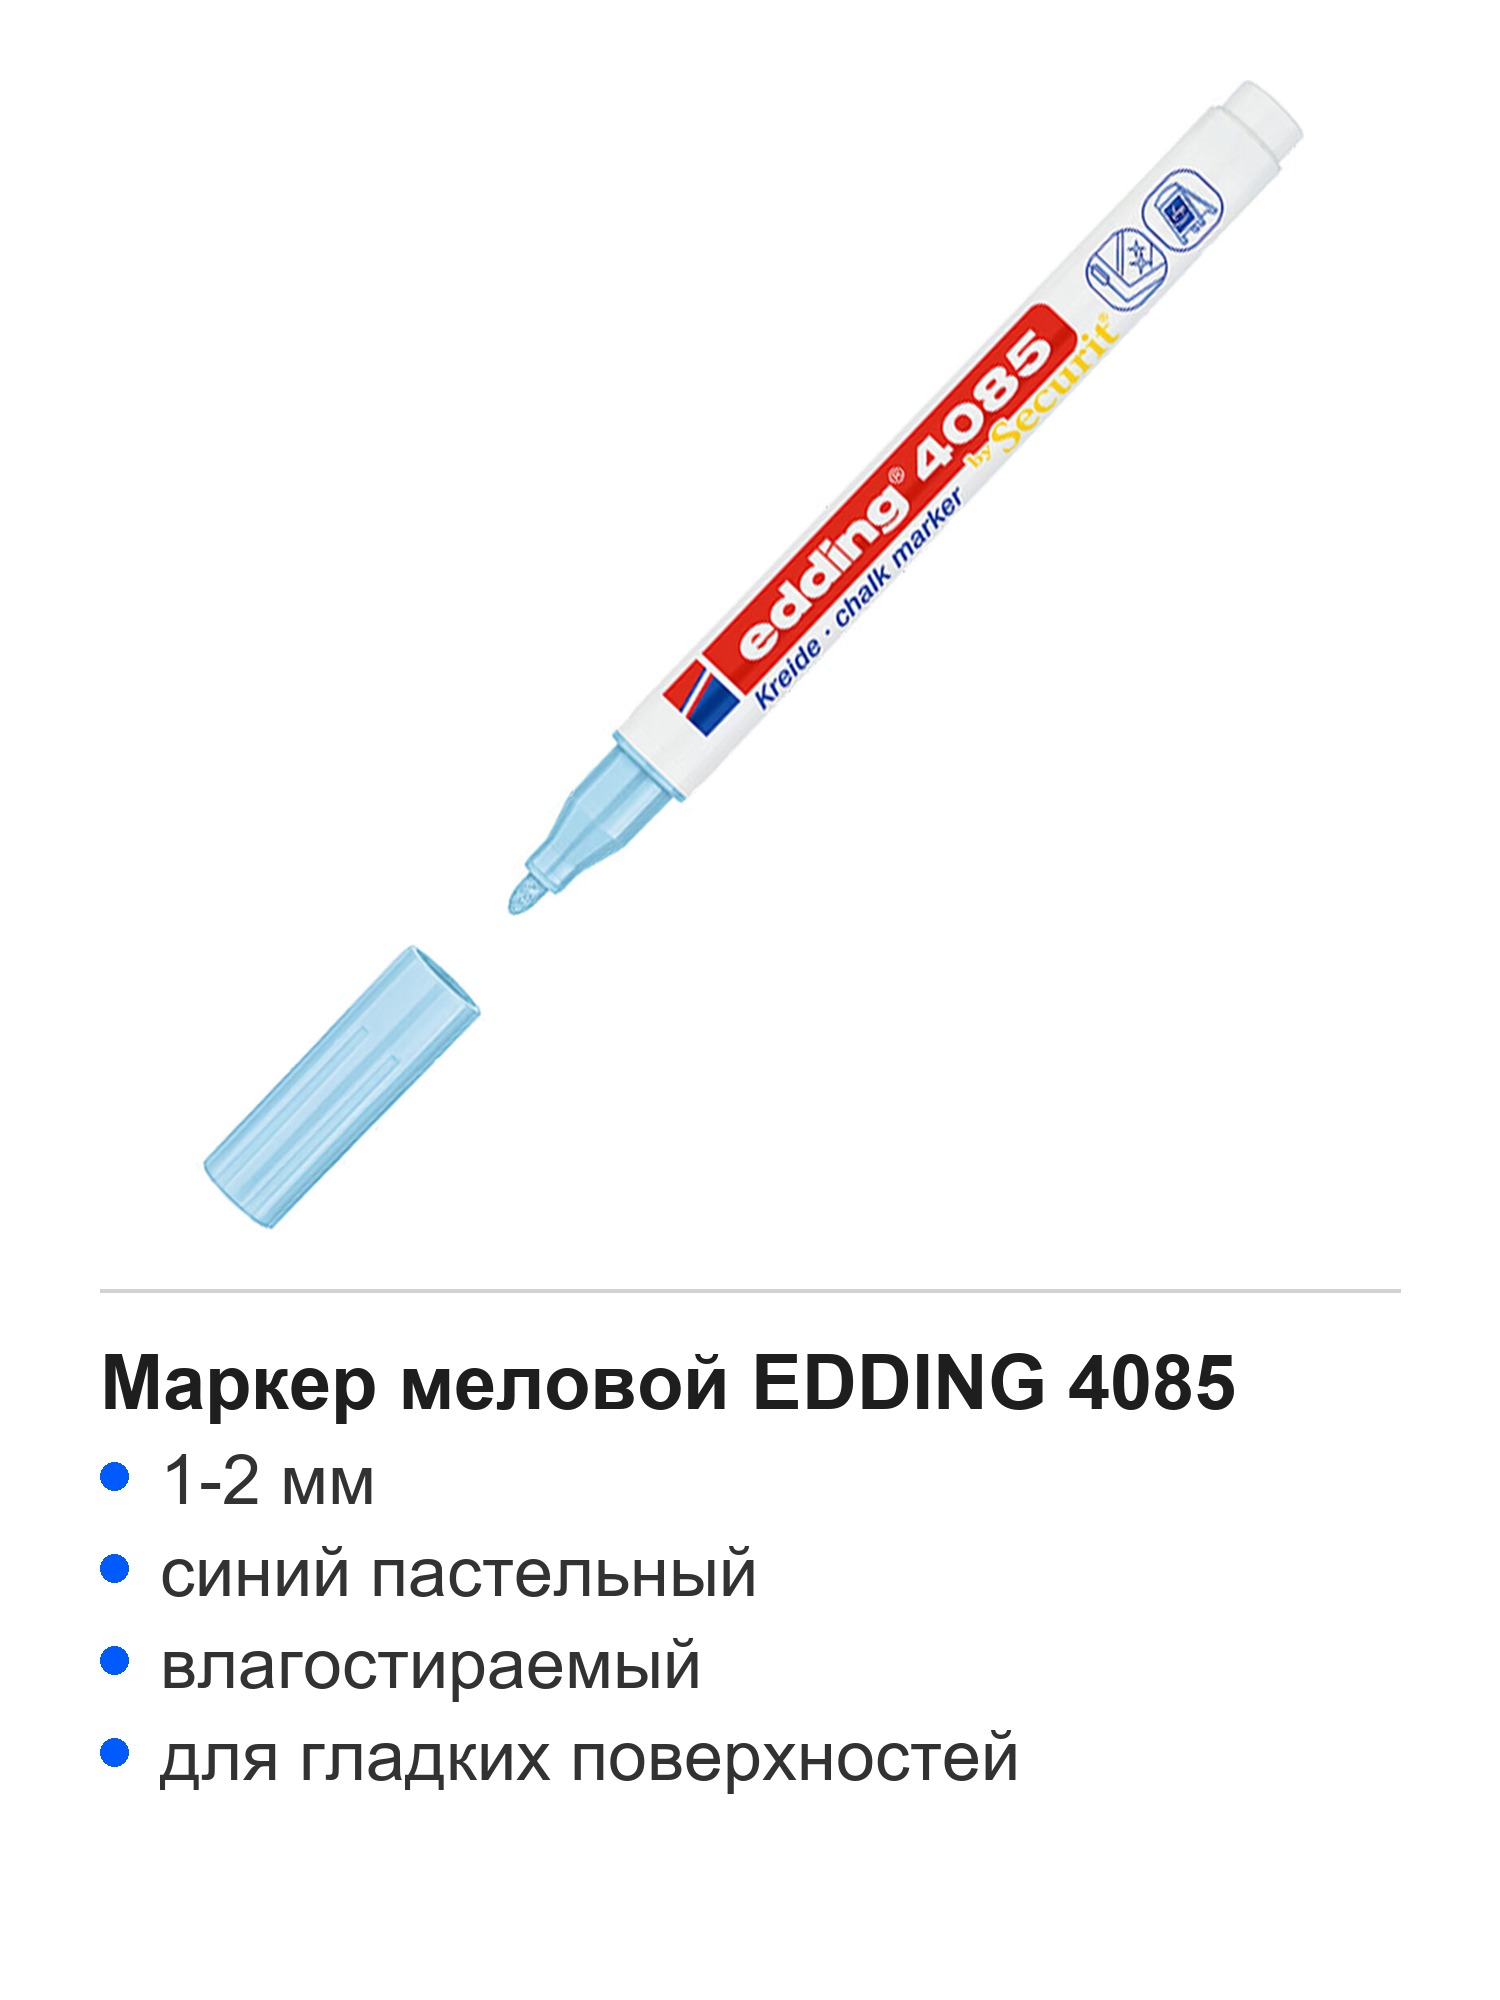 edding® 4085
by Securit®
Kreide · chalk marker
Маркер меловой EDDING 4085
1-2 мм
синий пастельный
влагостираемый
для гладких поверхностей